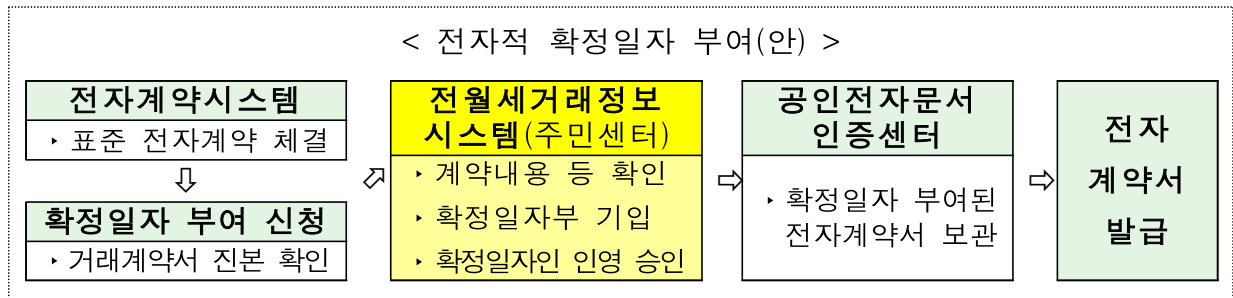 < 전자적 확정일자 부여(안) >
전자계약시스템
‣ 표준 전자계약 체결
확정일자 부여 신청
‣ 거래계약서 진본 확인
전월세거래정보
시스템(주민센터)
‣ 계약내용 등 확인
‣ 확정일자부 기입
‣ 확정일자인 인영 승인
공인전자문서
인증센터
‣ 확정일자 부여된
전자계약서 보관
전자
계약서
발급